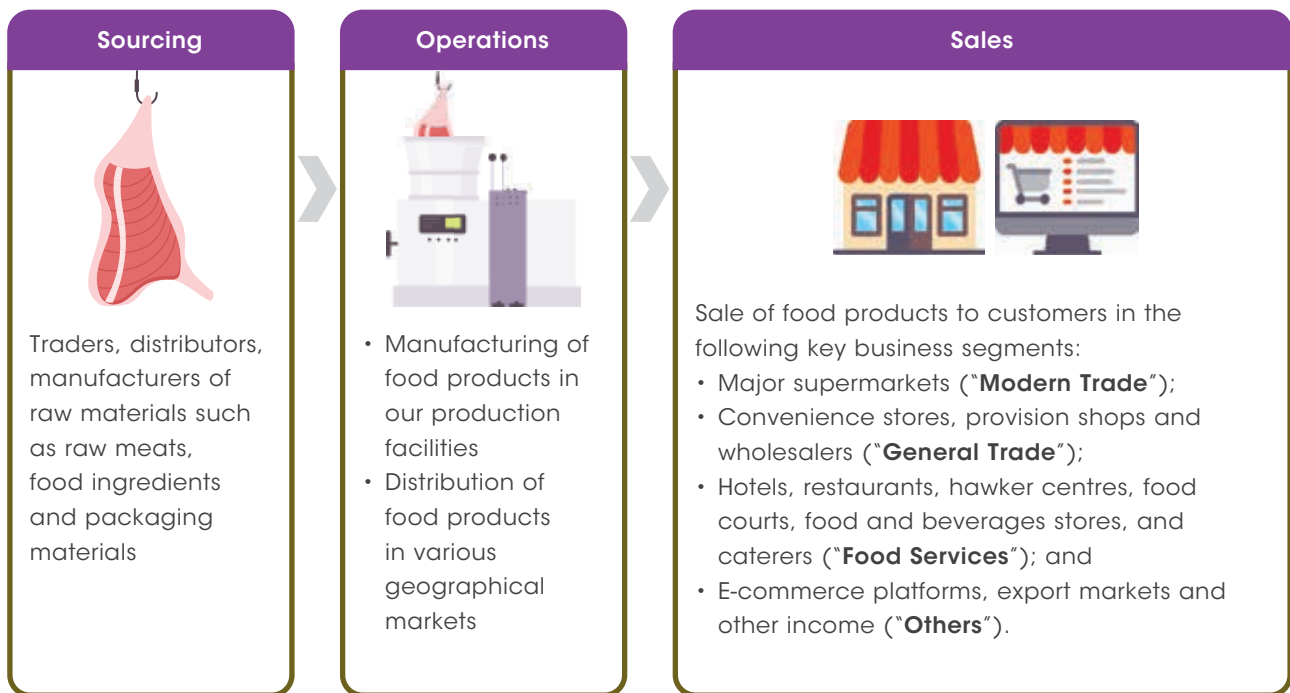 Sourcing
Traders, distributors,
manufacturers of
raw materials such
as raw meats,
food ingredients
and packaging
materials
Operations
• Manufacturing of
food products in
our production
facilities
• Distribution of
food products
in various
geographical
markets
Sales
Sale of food products to customers in the
following key business segments:
• Major supermarkets (“Modern Trade”);
• Convenience stores, provision shops and
wholesalers (“General Trade”);
• Hotels, restaurants, hawker centres, food
courts, food and beverages stores, and
caterers (“Food Services”); and
• E-commerce platforms, export markets and
other income (“Others”).